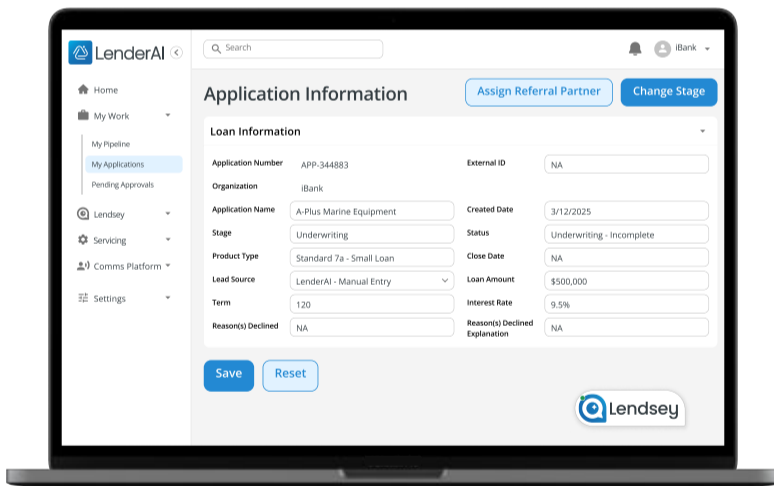 LenderAI
Search
iBank
Home
My Work
My Pipeline
My Applications
Pending Approvals
Lendsey
Servicing
Comms Platform
Settings
Application Information
Assign Referral Partner
Change Stage
Loan Information
Application Number APP-344883 External ID NA
Organization iBank
Application Name A-Plus Marine Equipment Created Date 3/12/2025
Stage Underwriting Status Underwriting - Incomplete
Product Type Standard 7a - Small Loan Close Date NA
Lead Source LenderAI - Manual Entry Loan Amount $500,000
Term 120 Interest Rate 9.5%
Reason(s) Declined NA Reason(s) Declined Explanation NA
Save Reset
Lendsey